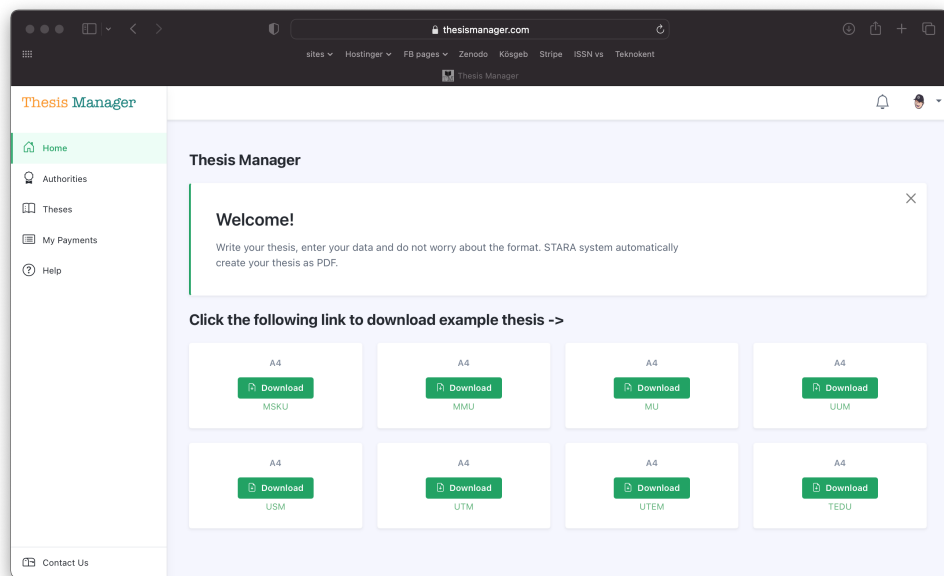 thesismanager.com
sites Hostinger FB pages Zenodo Kösgeb Stripe ISSN vs Teknokent
Thesis Manager
Thesis Manager
Home
Authorities
Theses
My Payments
Help
Contact Us
Thesis Manager
Welcome!
Write your thesis, enter your data and do not worry about the format. STARA system automatically
create your thesis as PDF.
Click the following link to download example thesis ->
A4 A4 A4 A4
Download Download Download Download
MSKU MMU MU UUM
A4 A4 A4 A4
Download Download Download Download
USM UTM UTEM TEDU